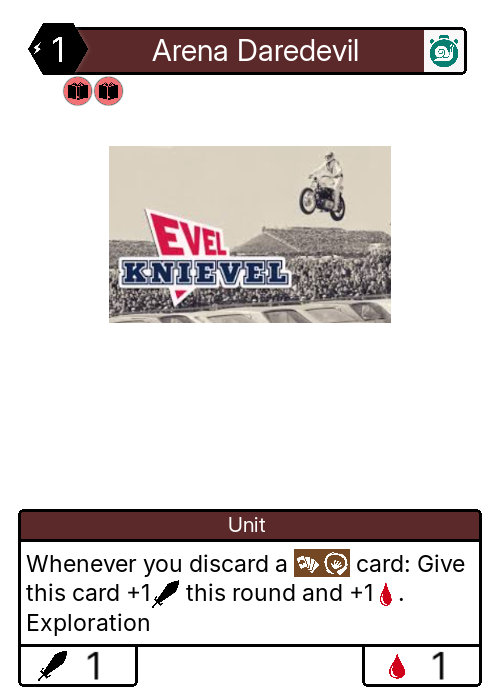 1
Arena Daredevil
EVEL
KNIEVEL
Unit
Whenever you discard a card: Give
this card +1 this round and +1 .
Exploration
1
1